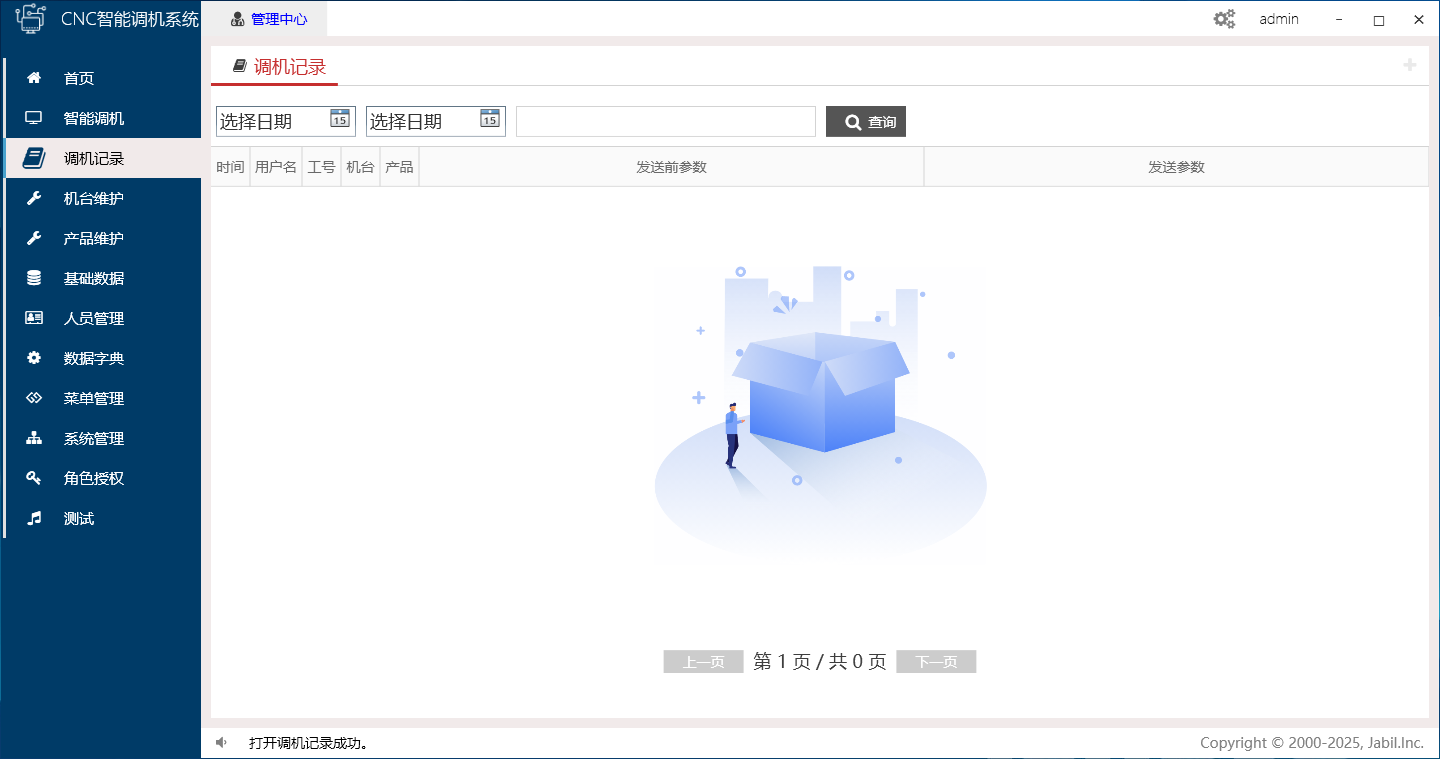 CNC智能调机系统
管理中心
admin
首页
智能调机
调机记录
机台维护
产品维护
基础数据
人员管理
数据字典
菜单管理
系统管理
角色授权
测试
调机记录
选择日期 15 选择日期 15 查询
时间 用户名 工号 机台 产品 发送前参数 发送参数
上一页 第 1 页 / 共 0 页 下一页
打开调机记录成功。
Copyright © 2000-2025, Jabil.Inc.